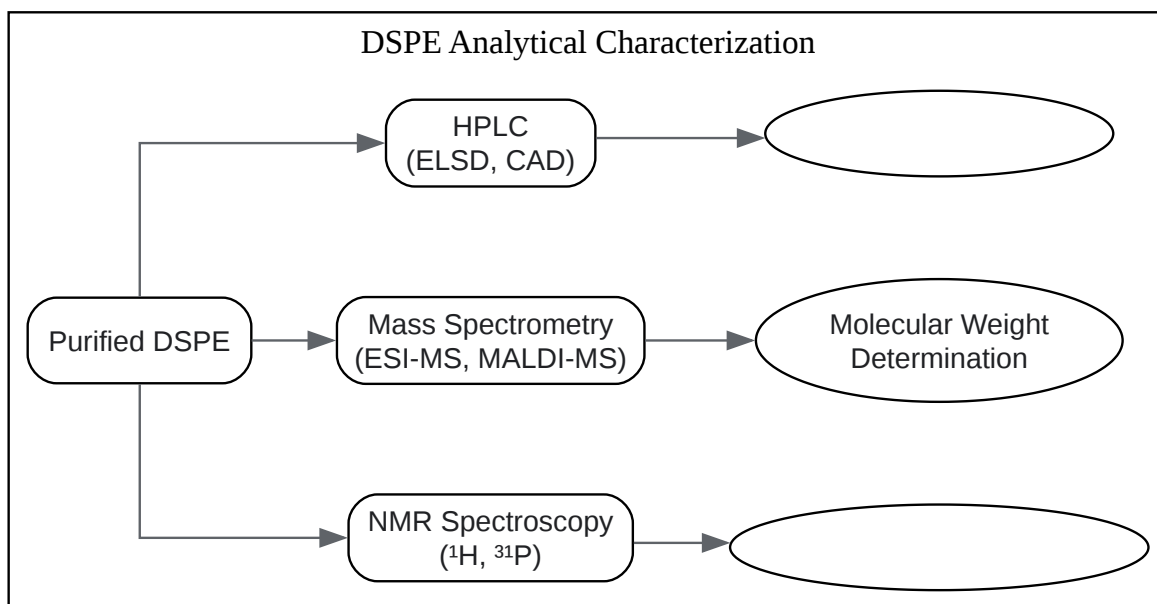 DSPE Analytical Characterization
HPLC
(ELSD, CAD)
Purified DSPE
Mass Spectrometry
(ESI-MS, MALDI-MS)
Molecular Weight
Determination
NMR Spectroscopy
(¹H, ³¹P)